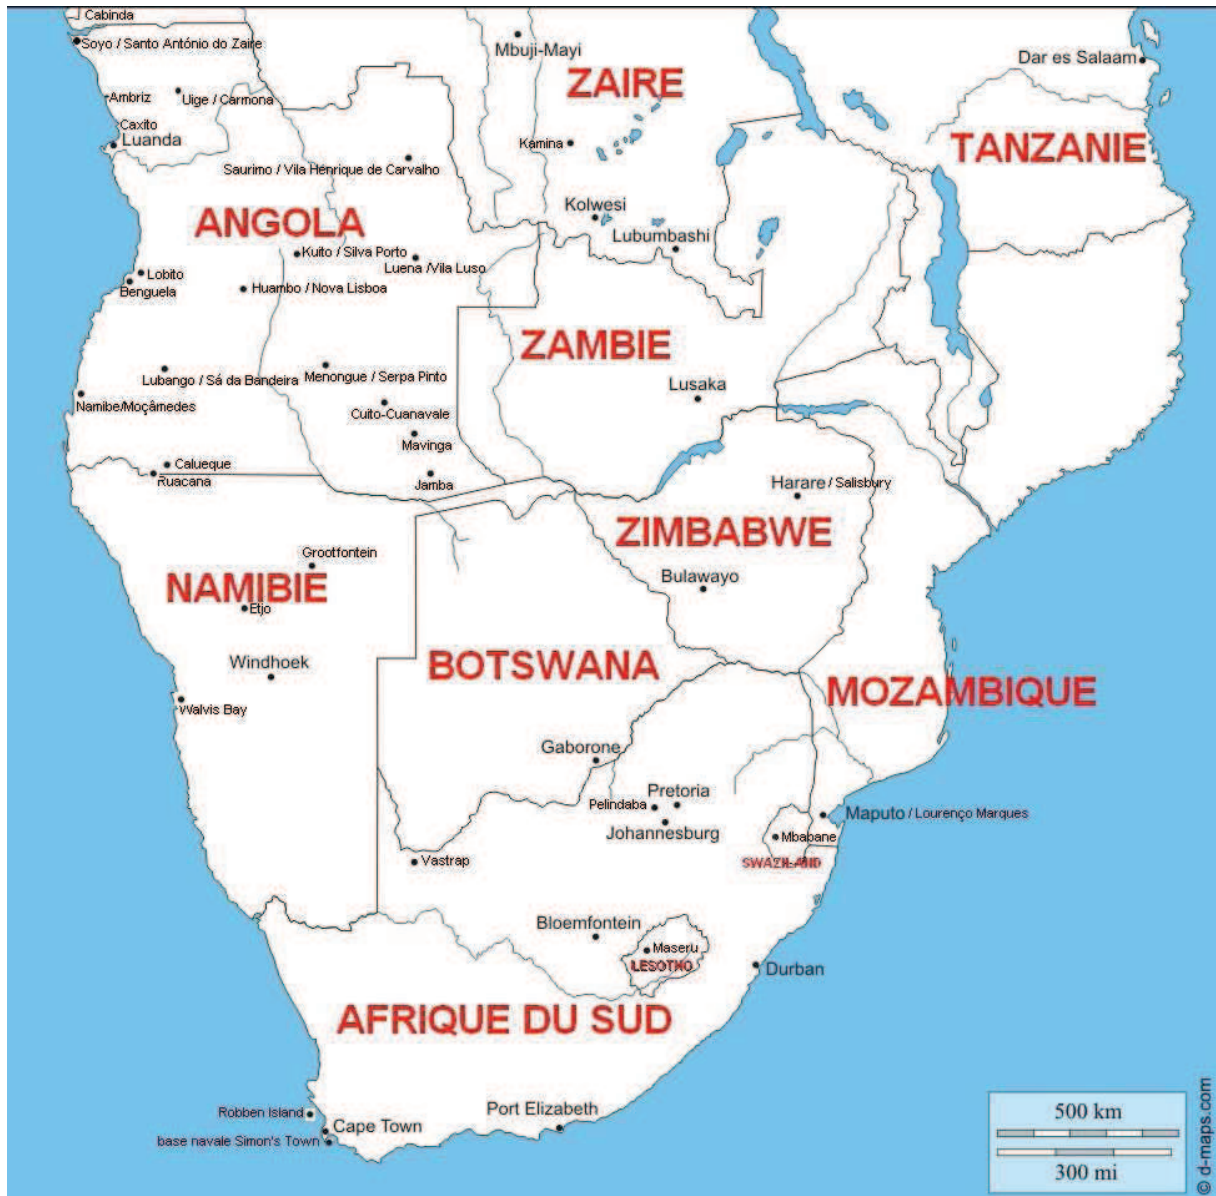 Cabinda
Soyo / Santo António do Zaire
Mbuji-Mayi
Dar es Salaam
ZAIRE
Ambriz
Uige / Carmona
Caxito
Luanda
Kamina
TANZANIE
Saurimo / Vila Henrique de Carvalho
Kolwesi
ANGOLA
Lubumbashi
Kuito / Silva Porto
Luena /Vila Luso
Lobito
Benguela
Huambo / Nova Lisboa
ZAMBIE
Lubango / Sá da Bandeira
Menongue / Serpa Pinto
Lusaka
Namibe/Moçâmedes
Cuito-Cuanavale
Mavinga
Calueque
Ruacana
Jamba
Harare / Salisbury
ZIMBABWE
Grootfontein
NAMIBIE
Bulawayo
Etjo
Windhoek
BOTSWANA
MOZAMBIQUE
Walvis Bay
Gaborone
Pretoria
Pelindaba
Johannesburg
Maputo / Lourenço Marques
Mbabane
SWAZILAND
Vastrap
Bloemfontein
Maseru
LESOTHO
Durban
AFRIQUE DU SUD
Robben Island
Cape Town
Port Elizabeth
base navale Simon's Town
500 km
300 mi
© d-maps.com